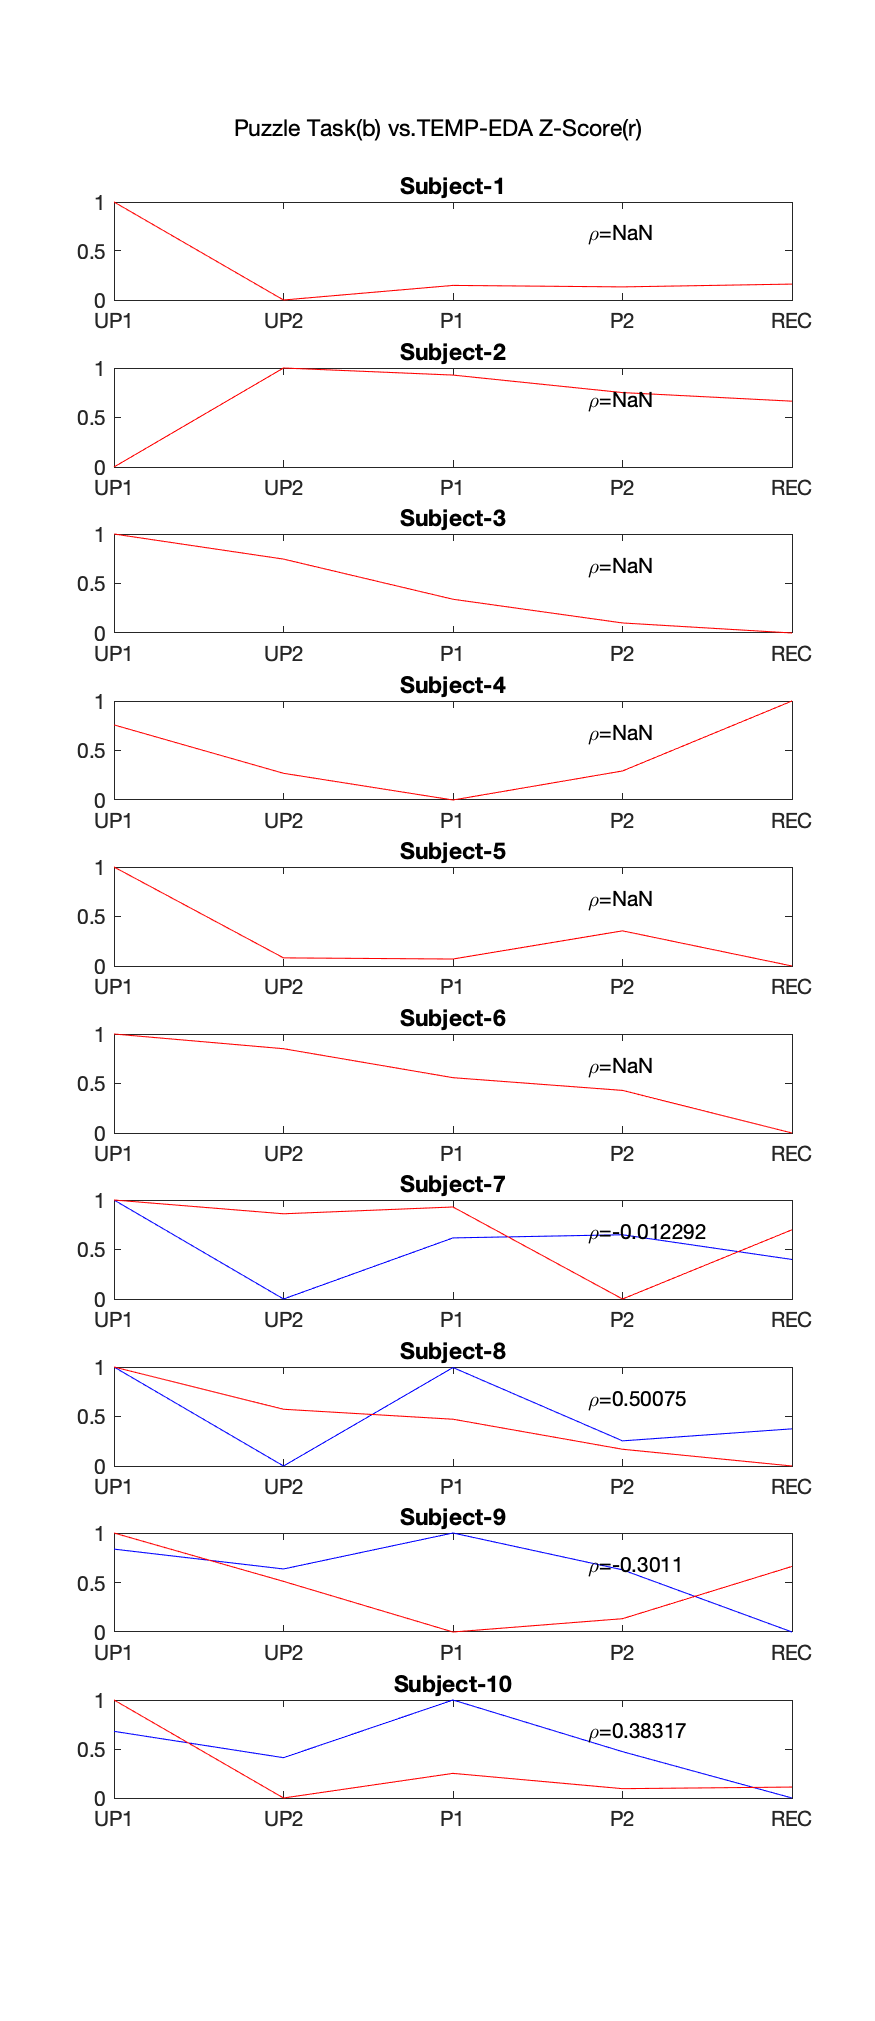 Puzzle Task(b) vs.TEMP-EDA Z-Score(r)
Subject-1
1
ρ=NaN
0.5
0
UP1 UP2 P1 P2 REC
Subject-2
1
ρ=NaN
0.5
0
UP1 UP2 P1 P2 REC
Subject-3
1
ρ=NaN
0.5
0
UP1 UP2 P1 P2 REC
Subject-4
1
ρ=NaN
0.5
0
UP1 UP2 P1 P2 REC
Subject-5
1
ρ=NaN
0.5
0
UP1 UP2 P1 P2 REC
Subject-6
1
ρ=NaN
0.5
0
UP1 UP2 P1 P2 REC
Subject-7
1
ρ=-0.012292
0.5
0
UP1 UP2 P1 P2 REC
Subject-8
1
ρ=0.50075
0.5
0
UP1 UP2 P1 P2 REC
Subject-9
1
ρ=-0.3011
0.5
0
UP1 UP2 P1 P2 REC
Subject-10
1
ρ=0.38317
0.5
0
UP1 UP2 P1 P2 REC